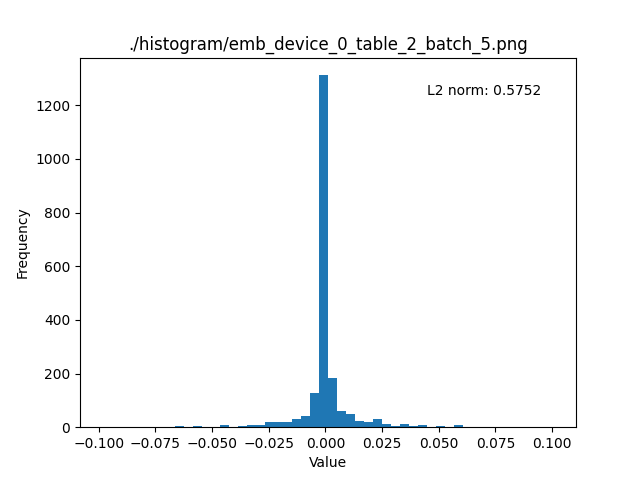 ./histogram/emb_device_0_table_2_batch_5.png
L2 norm: 0.5752
1200
1000
800
600
400
200
0
Frequency
−0.100 −0.075 −0.050 −0.025 0.000 0.025 0.050 0.075 0.100
Value